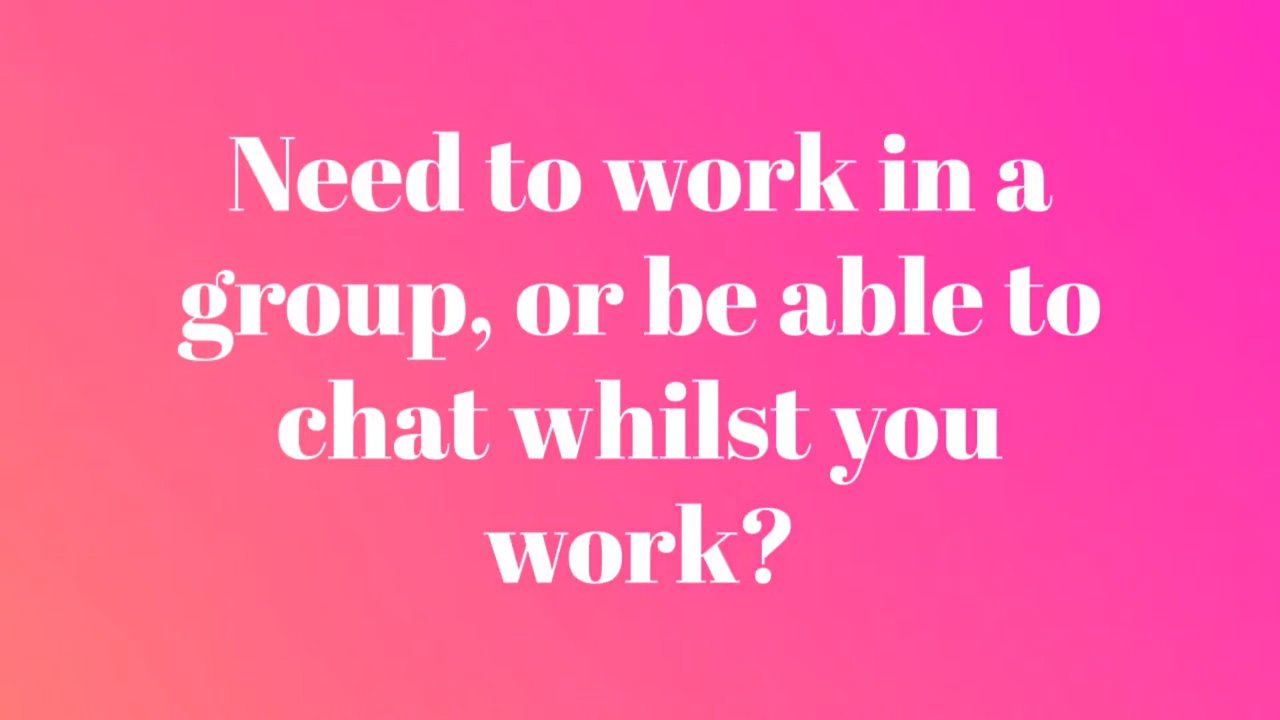 Need to work in a
group, or be able to
chat whilst you
work?